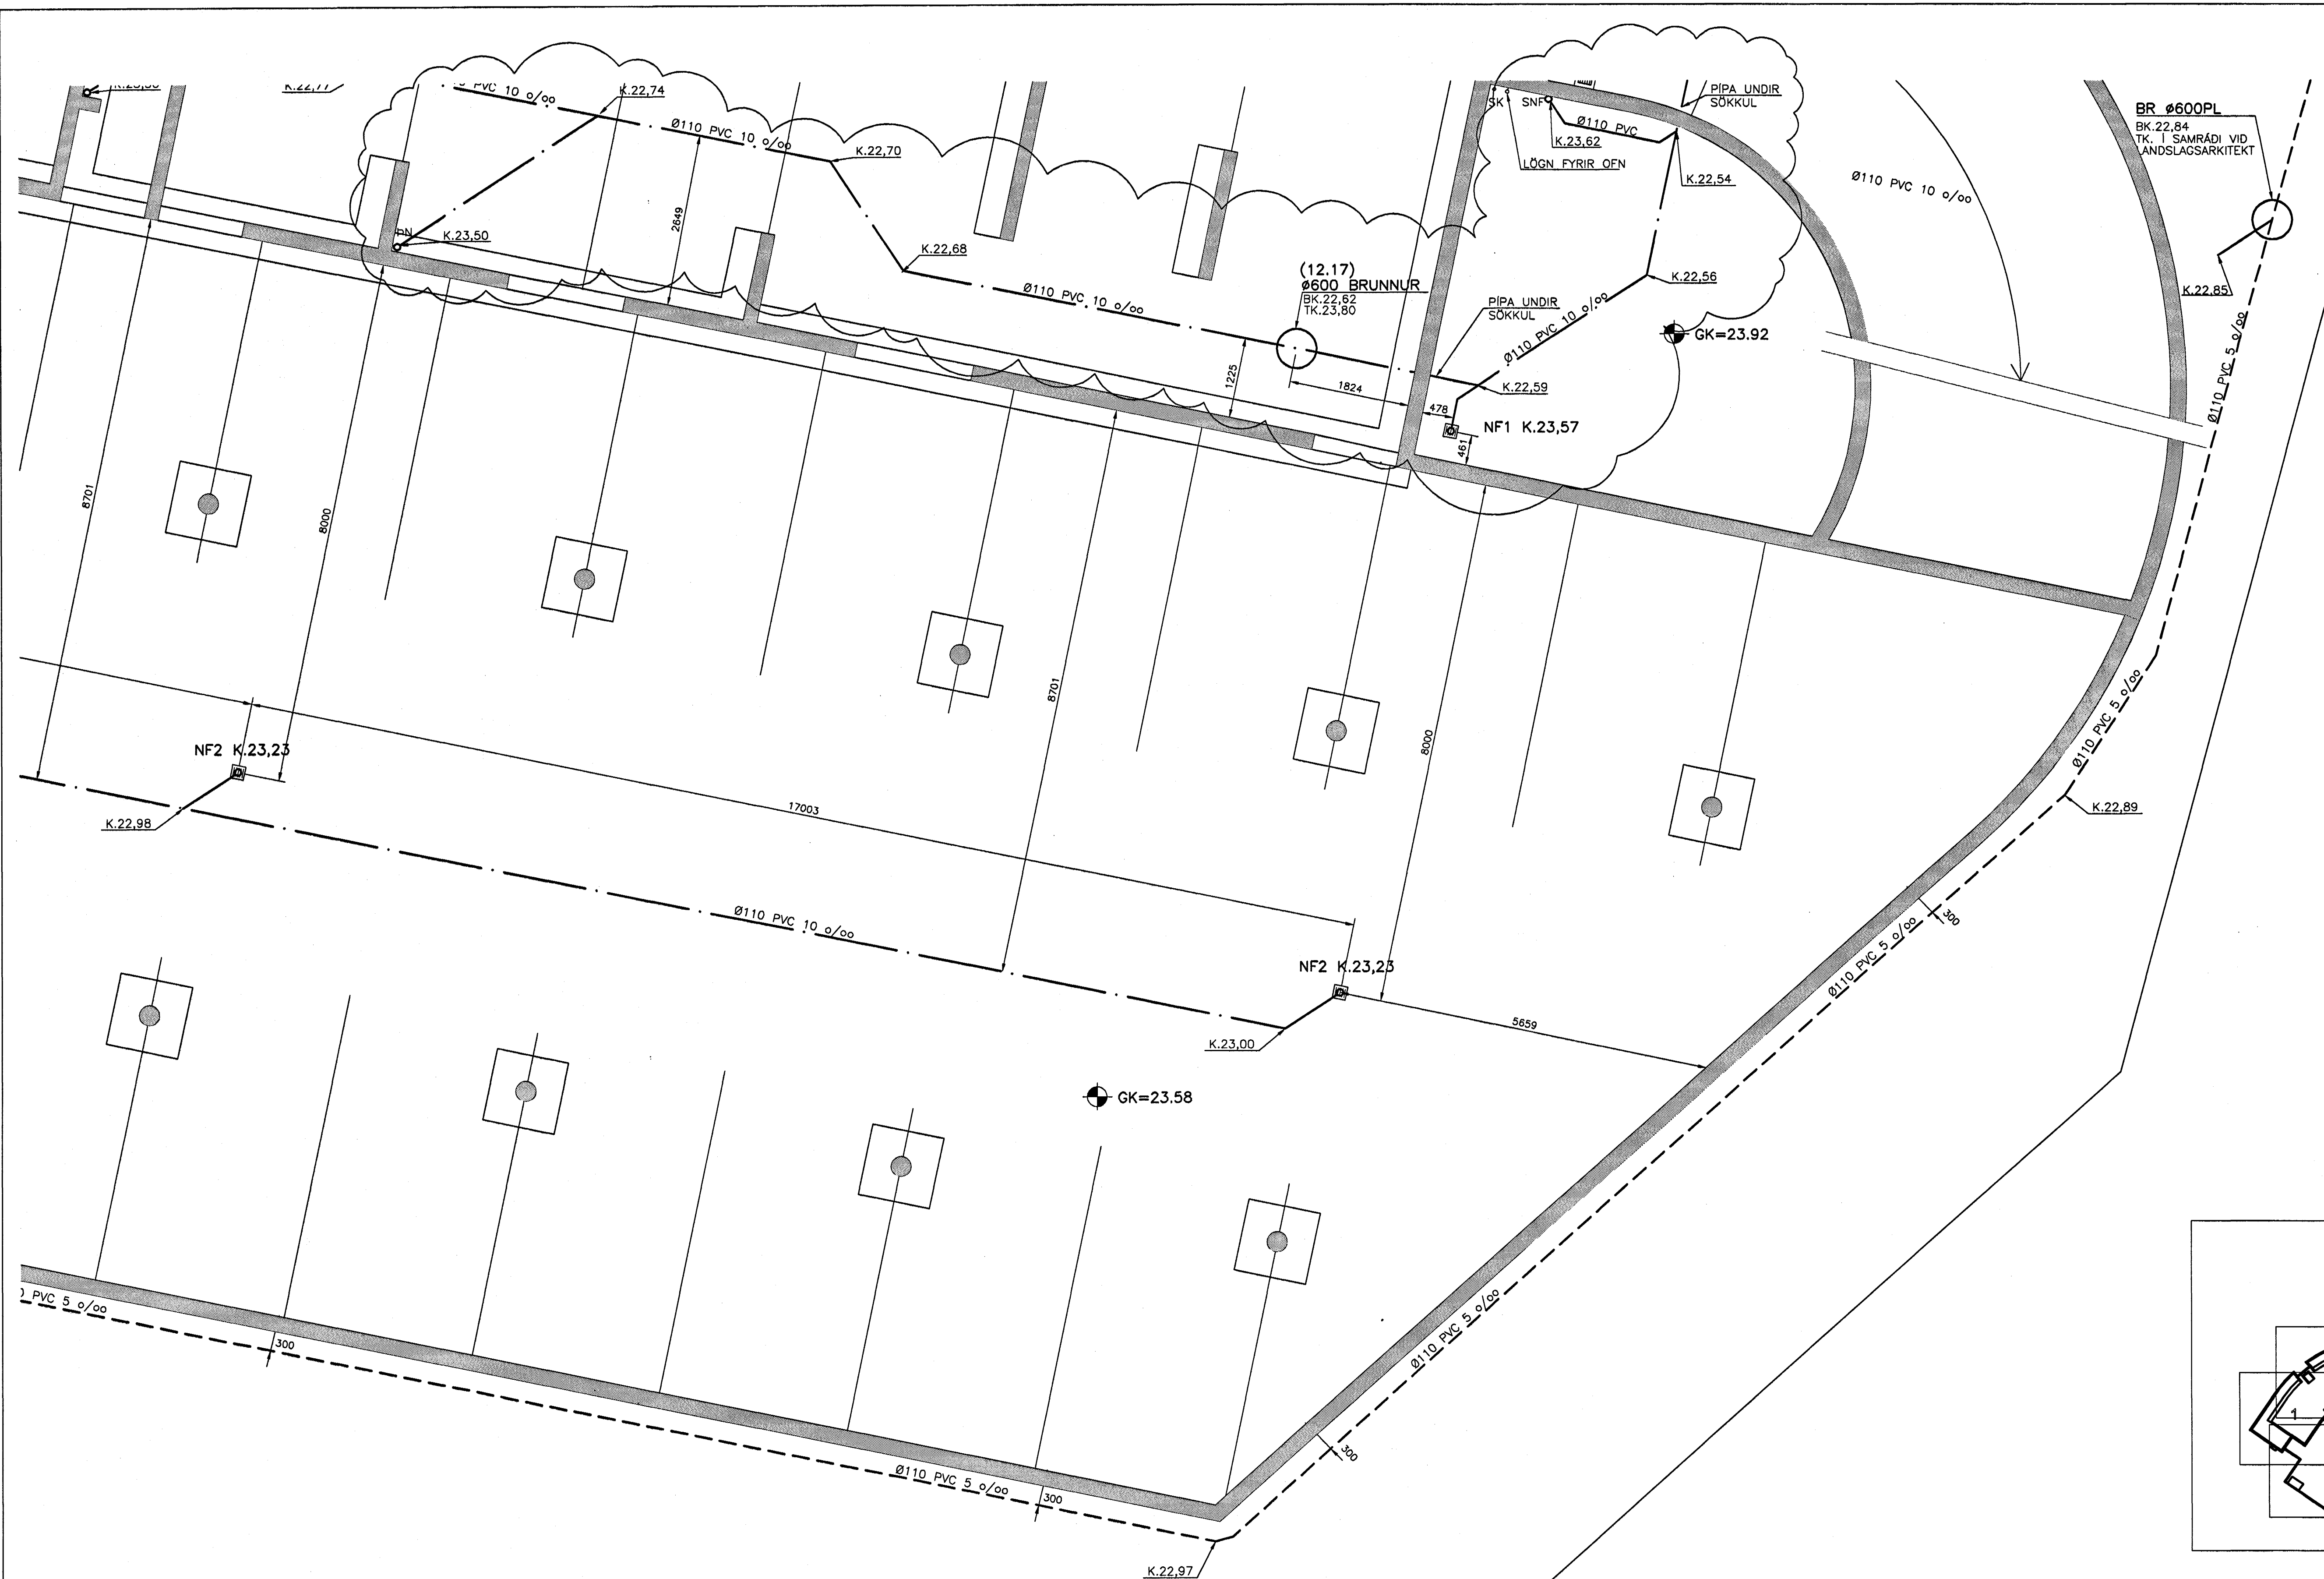 K.22,74
PVC 10 o/oo
Ø110 PVC 10 o/oo
K.22,70
2649
K.23,50
K.22,68
Ø110 PVC 10 o/oo
(12.17)
Ø600 BRUNNUR
BK.22,62
TK.23,80
1225
1824
SK
SNF
PÍPA UNDIR
SÖKKUL
Ø110 PVC
K.23,62
LÖGN FYRIR OFN
K.22,54
K.22,56
PÍPA UNDIR
SÖKKUL
Ø110 PVC 10 o/oo
GK=23.92
K.22,59
478
NF1 K.23,57
461
Ø110 PVC 10 o/oo
BR Ø600PL
BK.22,84
TK. Í SAMRÁDI VID
LANDSLAGSARKITEKT
K.22,85
Ø110 PVC 5 o/oo
8701
8000
8701
8000
NF2 K.23,23
K.22,98
17003
Ø110 PVC 10 o/oo
NF2 K.23,23
K.23,00
5659
GK=23.58
Ø110 PVC 5 o/oo
K.22,89
300
Ø110 PVC 5 o/oo
Ø110 PVC 5 o/oo
300
PVC 5 o/oo
300
Ø110 PVC 5 o/oo
300
K.22,97
1